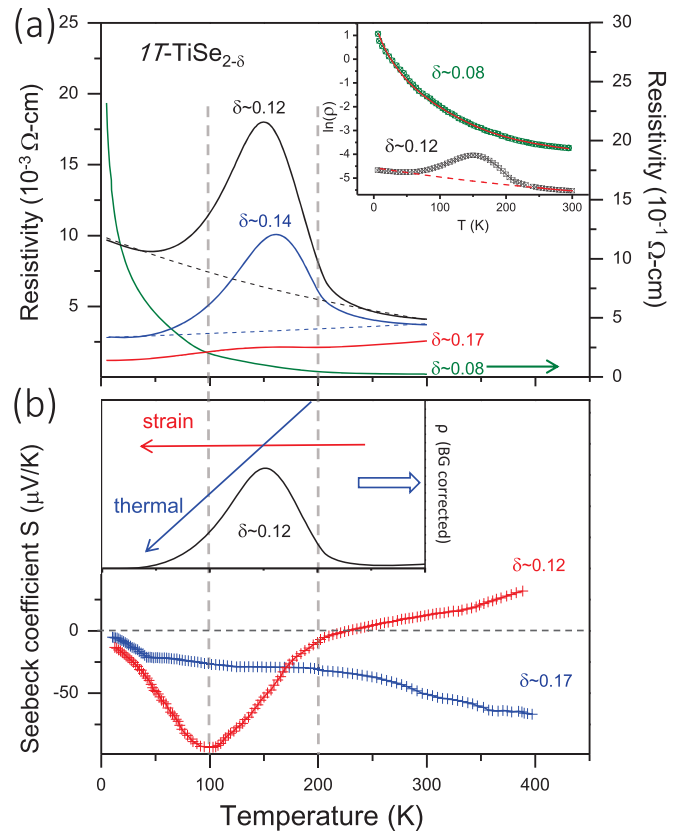 (a)
1T-TiSe2-δ
Resistivity (10⁻³ Ω-cm)
25
20
15
10
5
δ~0.12
δ~0.14
δ~0.17
δ~0.08
Resistivity (10⁻¹ Ω-cm)
30
25
20
15
10
5
0
ln(ρ)
1
0
-1
-2
-3
-4
-5
δ~0.08
δ~0.12
0 100 200 300
T (K)
(b)
Seebeck coefficient S (μV/K)
strain
thermal
δ~0.12
ρ (BG corrected)
δ~0.12
δ~0.17
0
-50
0 100 200 300 400
Temperature (K)